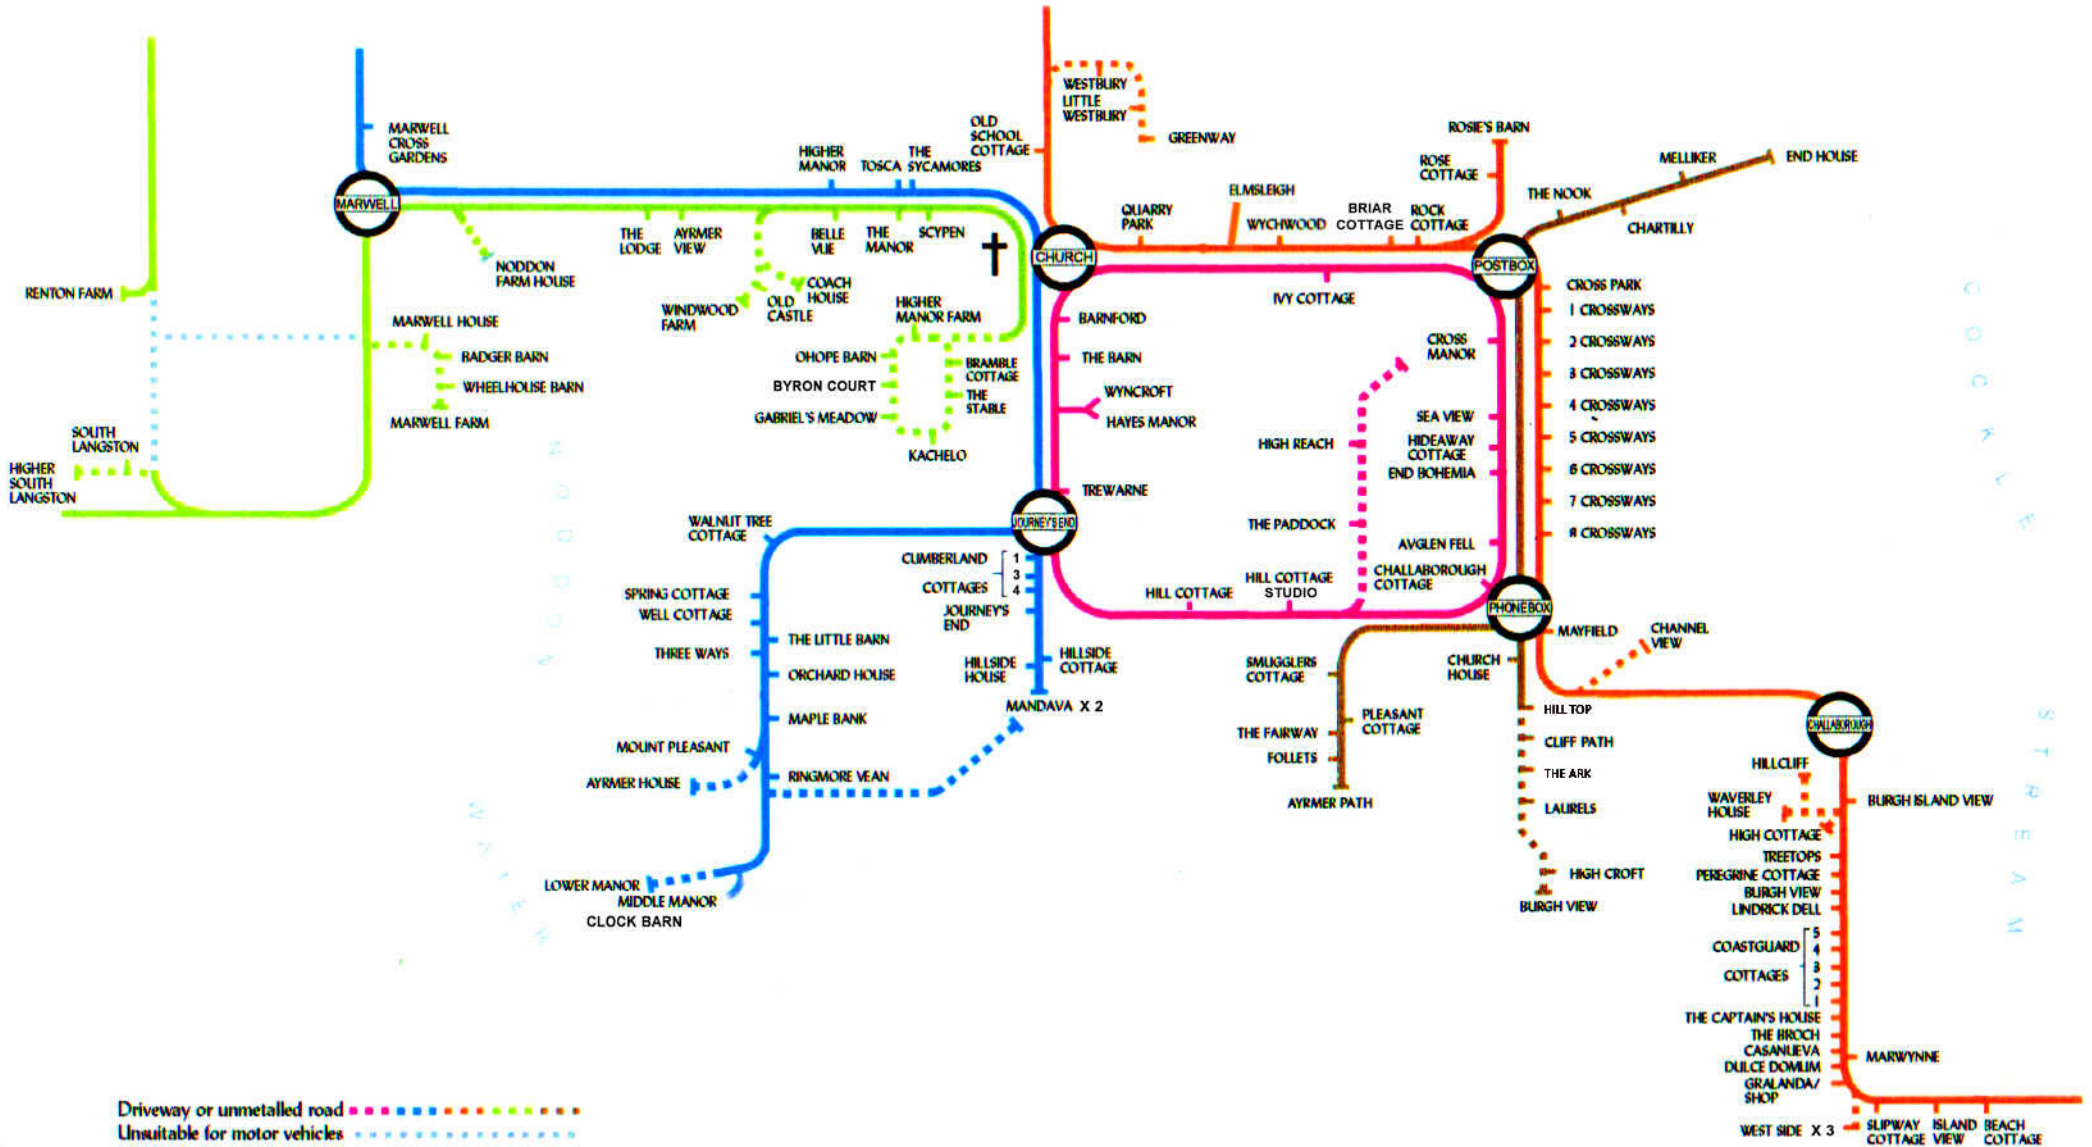 WESTBURY
LITTLE
WESTBURY
GREENWAY
OLD
SCHOOL
COTTAGE
MARWELL
CROSS
GARDENS
HIGHER
MANOR
TOSCA
THE
SYCAMORES
ROSIE'S BARN
ROSE
COTTAGE
MELLIKER
END HOUSE
THE NOOK
CHARTILLY
MARWELL
QUARRY
PARK
ELMSLEIGH
WYCHWOOD
BRIAR
COTTAGE
ROCK
COTTAGE
THE
LODGE
AYRMER
VIEW
BELLE
VUE
THE
MANOR
SCYPEN
CHURCH
POSTBOX
NODDON
FARM HOUSE
RENTON FARM
COACH
HOUSE
OLD
CASTLE
WINDWOOD
FARM
HIGHER
MANOR FARM
IVY COTTAGE
CROSS PARK
1 CROSSWAYS
2 CROSSWAYS
3 CROSSWAYS
4 CROSSWAYS
5 CROSSWAYS
6 CROSSWAYS
7 CROSSWAYS
8 CROSSWAYS
MARWELL HOUSE
BADGER BARN
WHEELHOUSE BARN
MARWELL FARM
OHOPE BARN
BYRON COURT
GABRIEL'S MEADOW
BRAMBLE
COTTAGE
THE
STABLE
KACHELO
BARNFORD
THE BARN
WYNCROFT
HAYES MANOR
TREWARNE
CROSS
MANOR
SEA VIEW
HIDEAWAY
COTTAGE
END BOHEMIA
HIGH REACH
THE PADDOCK
AVGLEN FELL
CHALLABOROUGH
COTTAGE
SOUTH
LANGSTON
HIGHER
SOUTH
LANGSTON
COCKLE STREAM
NODDON WATER
WALNUT TREE
COTTAGE
JOURNEY'S END
CUMBERLAND
COTTAGES
1
3
4
JOURNEY'S
END
HILL COTTAGE
HILL COTTAGE
STUDIO
PHONEBOX
SPRING COTTAGE
WELL COTTAGE
THE LITTLE BARN
THREE WAYS
ORCHARD HOUSE
MAPLE BANK
MOUNT PLEASANT
AYRMER HOUSE
RINGMORE VEAN
HILLSIDE
HOUSE
HILLSIDE
COTTAGE
MANDAVA X 2
LOWER MANOR
MIDDLE MANOR
CLOCK BARN
SMUGGLERS
COTTAGE
PLEASANT
COTTAGE
THE FAIRWAY
FOLLETS
AYRMER PATH
CHURCH
HOUSE
MAYFIELD
CHANNEL
VIEW
HILL TOP
CLIFF PATH
THE ARK
LAURELS
HIGH CROFT
BURGH VIEW
CHALLABOROUGH
HILLCLIFF
WAVERLEY
HOUSE
BURGH ISLAND VIEW
HIGH COTTAGE
TREETOPS
PEREGRINE COTTAGE
BURGH VIEW
LINDRICK DELL
COASTGUARD
COTTAGES
5
4
3
2
1
THE CAPTAIN'S HOUSE
THE BROCH
CASANUEVA
DULCE DOMUM
GRALANDA/
SHOP
MARWYNNE
WEST SIDE X 3
SLIPWAY
COTTAGE
ISLAND
VIEW
BEACH
COTTAGE
Driveway or unmetalled road
Unsuitable for motor vehicles